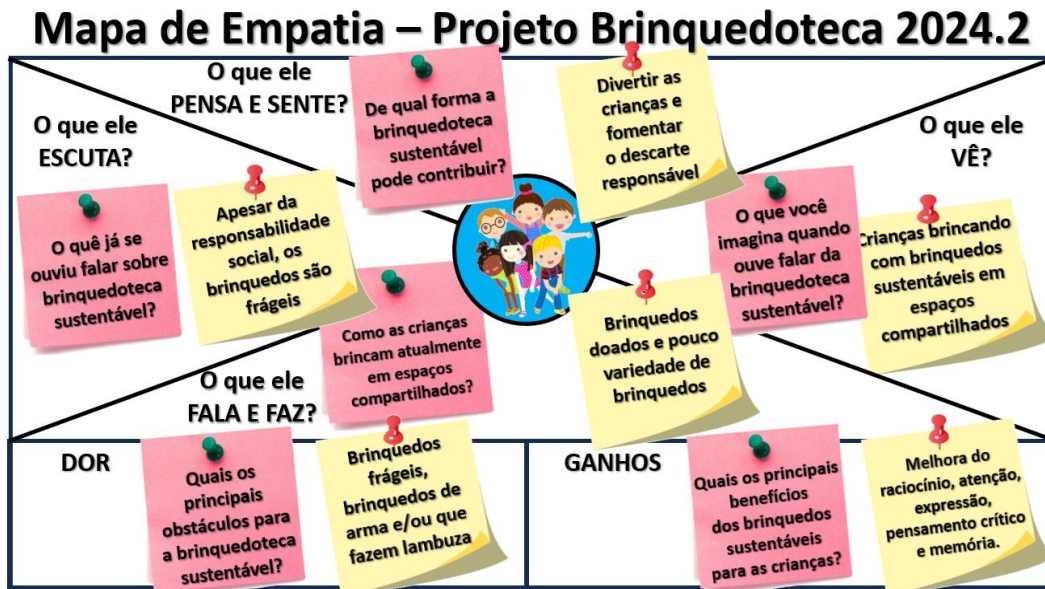 Mapa de Empatia – Projeto Brinquedoteca 2024.2
O que ele
PENSA E SENTE?
De qual forma a
brinquedoteca
sustentável
pode contribuir?
Divertir as
crianças e
fomentar
o descarte
responsável
O que ele
ESCUTA?
O quê já se
ouviu falar sobre
brinquedoteca
sustentável?
Apesar da
responsabilidade
social, os
brinquedos são
frágeis
O que ele
VÊ?
O que você
imagina quando
ouve falar da
brinquedoteca
sustentável?
Crianças brincando
com brinquedos
sustentáveis em
espaços
compartilhados
O que ele
FALA E FAZ?
Como as crianças
brincam atualmente
em espaços
compartilhados?
Brinquedos
doados e pouco
variedade de
brinquedos
DOR
Quais os
principais
obstáculos para
a brinquedoteca
sustentável?
Brinquedos
frágeis,
brinquedos de
arma e/ou que
fazem lambuza
GANHOS
Quais os principais
benefícios
dos brinquedos
sustentáveis
para as crianças?
Melhora do
raciocínio, atenção,
expressão,
pensamento crítico
e memória.